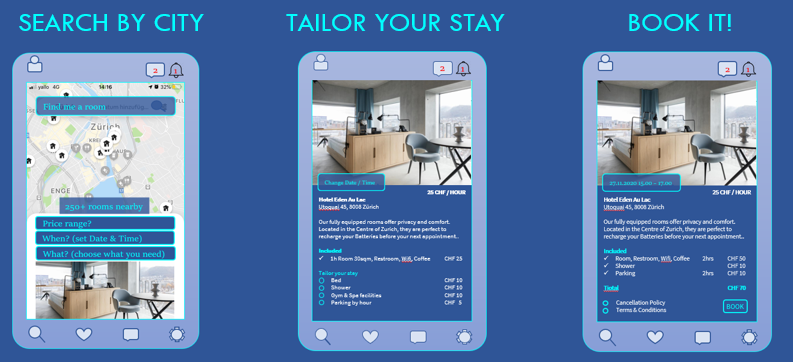 SEARCH BY CITY
TAILOR YOUR STAY
BOOK IT!
2
1
yallo 4G
14:16
32%
Find me a room
Zürich
ENGE
250+ rooms nearby
Price range?
When? (set Date & Time)
What? (choose what you need)
2
1
Change Date / Time
25 CHF / HOUR
Hotel Eden Au Lac
Utoquai 45, 8008 Zürich
Our fully equipped rooms offer privacy and comfort.
Located in the Centre of Zurich, they are perfect to
recharge your Batteries before your next appointment..
Included
✓ 1h Room 30qm, Restroom, Wifi, Coffee CHF 25
Tailor your stay
Bed CHF 10
Shower CHF 10
Gym & Spa facilities CHF 10
Parking by hour CHF 5
2
1
27.11.2020 15.00 – 17.00
25 CHF / HOUR
Hotel Eden Au Lac
Utoquai 45, 8008 Zürich
Our fully equipped rooms offer privacy and comfort.
Located in the Centre of Zurich, they are perfect to
recharge your Batteries before your next appointment..
Included
✓ Room, Restroom, Wifi, Coffee 2hrs CHF 50
✓ Shower CHF 10
✓ Parking 2hrs CHF 10
Total CHF 70
Cancellation Policy
Terms & Conditions
BOOK